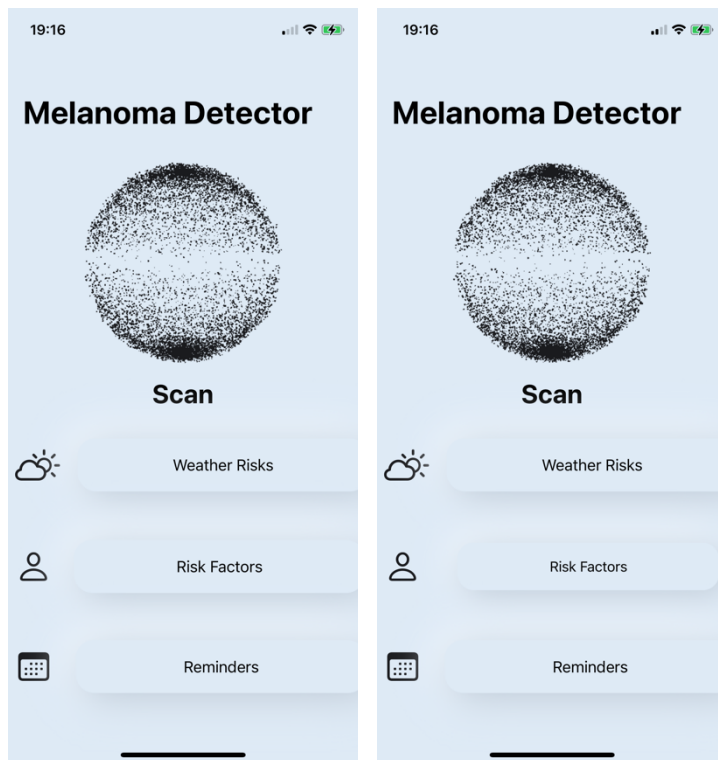 19:16
Melanoma Detector
Scan
Weather Risks
Risk Factors
Reminders
19:16
Melanoma Detector
Scan
Weather Risks
Risk Factors
Reminders